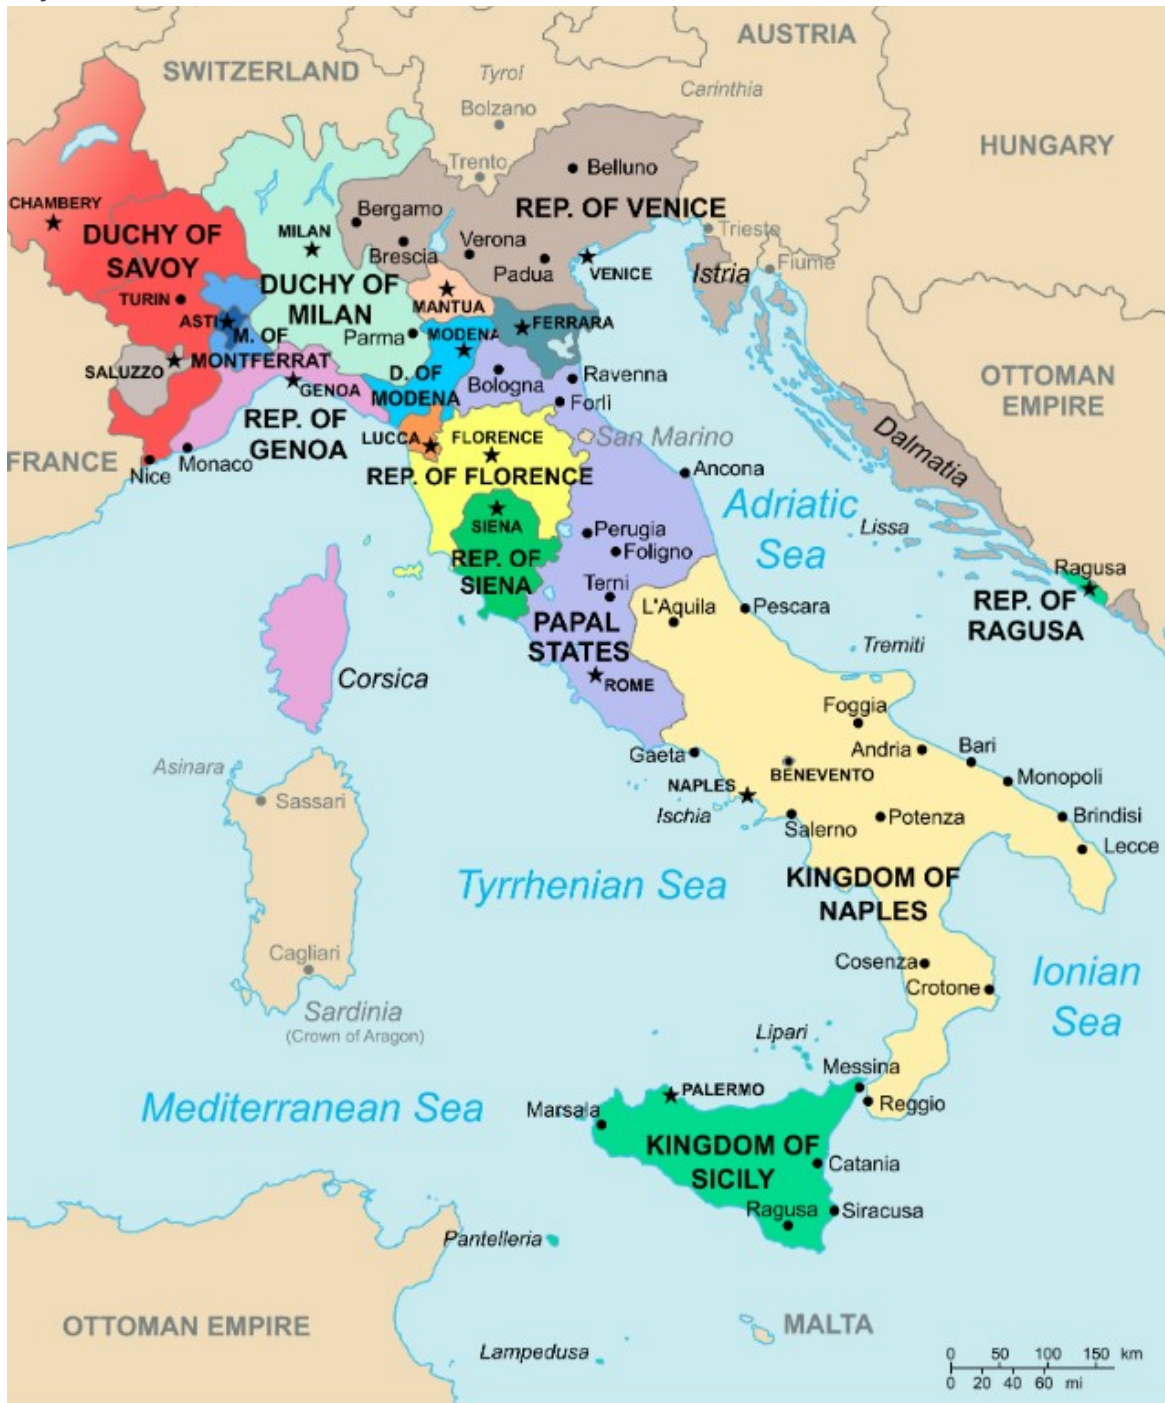 AUSTRIA
SWITZERLAND
Tyrol
Carinthia
Bolzano
HUNGARY
Trento
Belluno
CHAMBERY
Bergamo
REP. OF VENICE
DUCHY OF
SAVOY
MILAN
Trieste
Verona
Brescia
Padua
VENICE
Fiume
Istria
DUCHY OF
MILAN
TURIN
MANTUA
ASTI
M. OF
MONTFERRAT
Parma
MODENA
FERRARA
SALUZZO
D. OF
MODENA
Bologna
Ravenna
OTTOMAN
EMPIRE
GENOA
Forli
REP. OF
GENOA
LUCCA
FLORENCE
San Marino
Dalmatia
FRANCE
Nice
Monaco
REP. OF FLORENCE
Ancona
Adriatic
Sea
SIENA
Perugia
Lissa
Foligno
REP. OF
SIENA
Terni
Ragusa
L'Aquila
Pescara
REP. OF
RAGUSA
PAPAL
STATES
Tremiti
Corsica
ROME
Foggia
Gaeta
Andria
Bari
Asinara
BENEVENTO
Monopoli
NAPLES
Sassari
Ischia
Salerno
Potenza
Brindisi
Lecce
Tyrrhenian Sea
KINGDOM OF
NAPLES
Cagliari
Cosenza
Ionian
Sea
Crotone
Sardinia
(Crown of Aragon)
Lipari
Messina
PALERMO
Mediterranean Sea
Marsala
Reggio
KINGDOM OF
SICILY
Catania
Ragusa
Siracusa
Pantelleria
OTTOMAN EMPIRE
MALTA
Lampedusa
0 50 100 150 km
0 20 40 60 mi